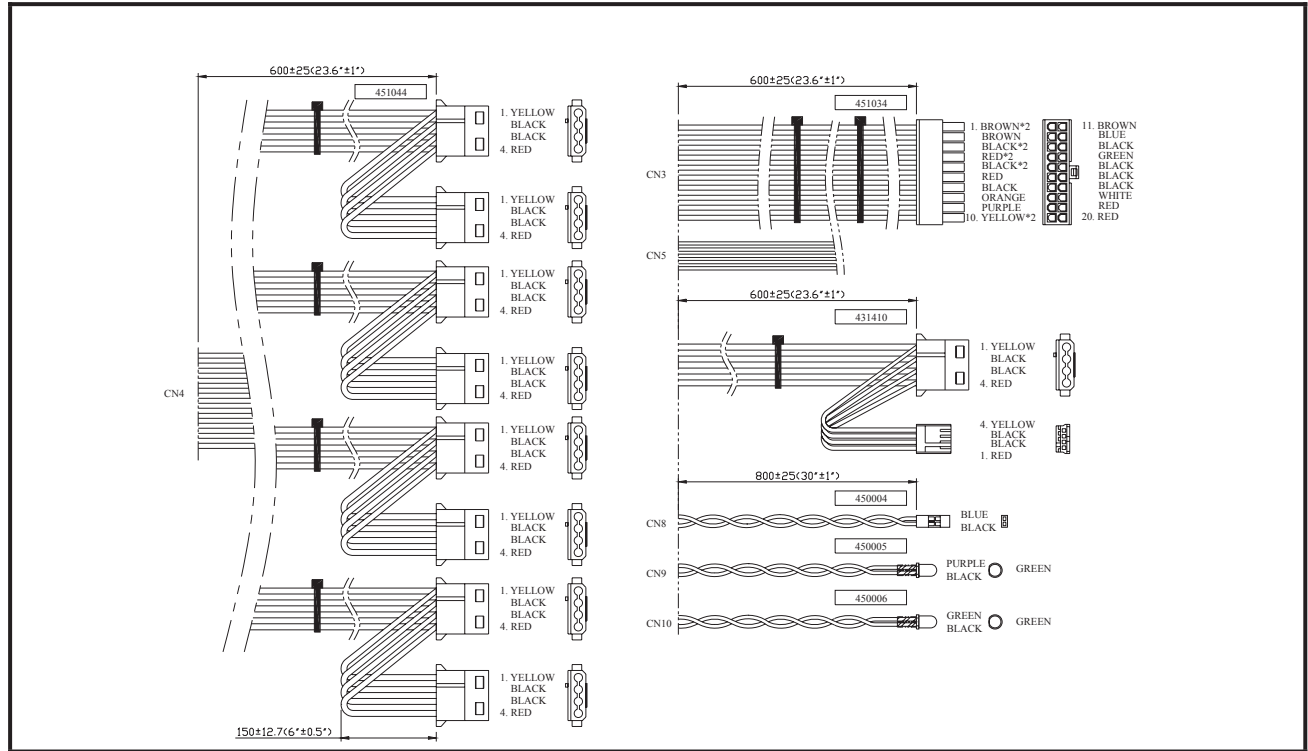 600±25(23.6"±1")
451044
1. YELLOW
BLACK
BLACK
4. RED
1. YELLOW
BLACK
BLACK
4. RED
1. YELLOW
BLACK
BLACK
4. RED
1. YELLOW
BLACK
BLACK
4. RED
CN4
1. YELLOW
BLACK
BLACK
4. RED
1. YELLOW
BLACK
BLACK
4. RED
1. YELLOW
BLACK
BLACK
4. RED
1. YELLOW
BLACK
BLACK
4. RED
150±12.7(6"±0.5")
600±25(23.6"±1")
451034
CN3
1. BROWN*2
BROWN
BLACK*2
RED*2
BLACK*2
RED
BLACK
ORANGE
PURPLE
10. YELLOW*2
11. BROWN
BLUE
BLACK
GREEN
BLACK
BLACK
BLACK
WHITE
RED
20. RED
CN5
600±25(23.6"±1")
431410
1. YELLOW
BLACK
BLACK
4. RED
4. YELLOW
BLACK
BLACK
1. RED
800±25(30"±1")
450004
CN8
BLUE
BLACK
450005
CN9
PURPLE
BLACK
GREEN
450006
CN10
GREEN
BLACK
GREEN